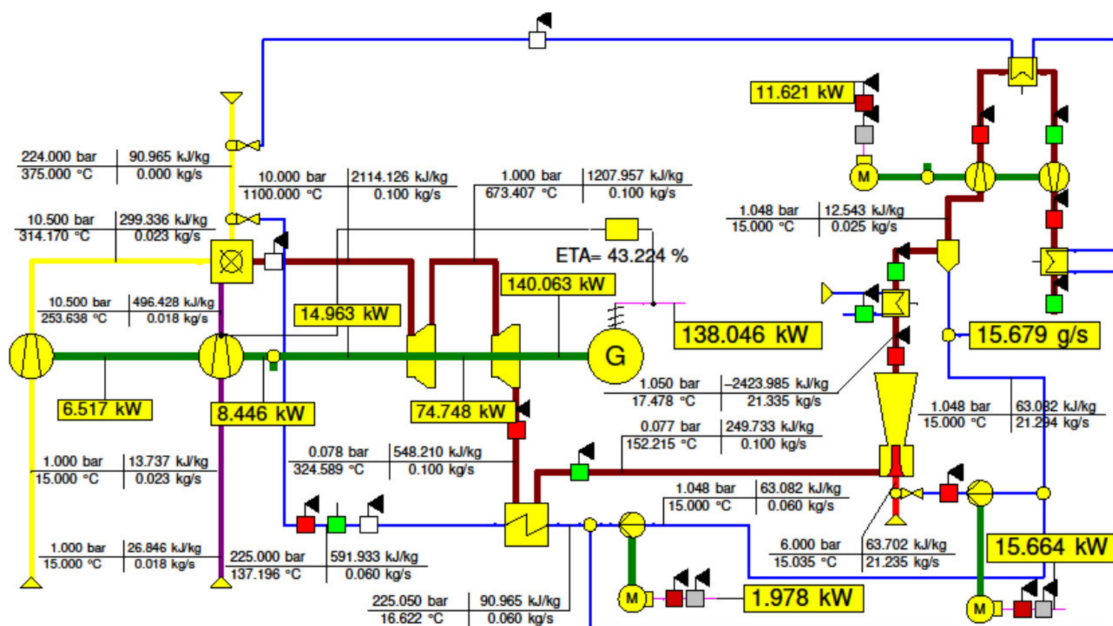 11.621 kW
M
224.000 bar 90.965 kJ/kg
375.000 °C 0.000 kg/s
10.000 bar 2114.126 kJ/kg
1100.000 °C 0.100 kg/s
1.000 bar 1207.957 kJ/kg
673.407 °C 0.100 kg/s
1.048 bar 12.543 kJ/kg
15.000 °C 0.025 kg/s
10.500 bar 299.336 kJ/kg
314.170 °C 0.023 kg/s
ETA= 43.224 %
140.063 kW
10.500 bar 496.428 kJ/kg
253.638 °C 0.018 kg/s
14.963 kW
138.046 kW
15.679 g/s
G
6.517 kW
8.446 kW
74.748 kW
1.050 bar −2423.985 kJ/kg
17.478 °C 21.335 kg/s
1.048 bar 63.082 kJ/kg
15.000 °C 21.294 kg/s
0.077 bar 249.733 kJ/kg
152.215 °C 0.100 kg/s
0.078 bar 548.210 kJ/kg
324.589 °C 0.100 kg/s
1.000 bar 13.737 kJ/kg
15.000 °C 0.023 kg/s
1.048 bar 63.082 kJ/kg
15.000 °C 0.060 kg/s
1.000 bar 26.846 kJ/kg
15.000 °C 0.018 kg/s
225.000 bar 591.933 kJ/kg
137.196 °C 0.060 kg/s
6.000 bar 63.702 kJ/kg
15.035 °C 21.235 kg/s
15.664 kW
225.050 bar 90.965 kJ/kg
16.622 °C 0.060 kg/s
M
1.978 kW
M